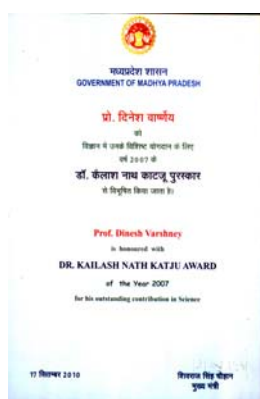 मध्यप्रदेश शासन
GOVERNMENT OF MADHYA PRADESH
प्रो. दिनेश वार्ष्णेय
को
विज्ञान में उनके विशिष्ट योगदान के लिए
वर्ष 2007 के
डॉ. कैलाश नाथ काटजू पुरस्कार
से विभूषित किया जाता है।
Prof. Dinesh Varshney
is honoured with
DR. KAILASH NATH KATJU AWARD
of the Year 2007
for his outstanding contribution in Science
17 सितम्बर 2010
शिवराज सिंह चौहान
मुख्य मंत्री